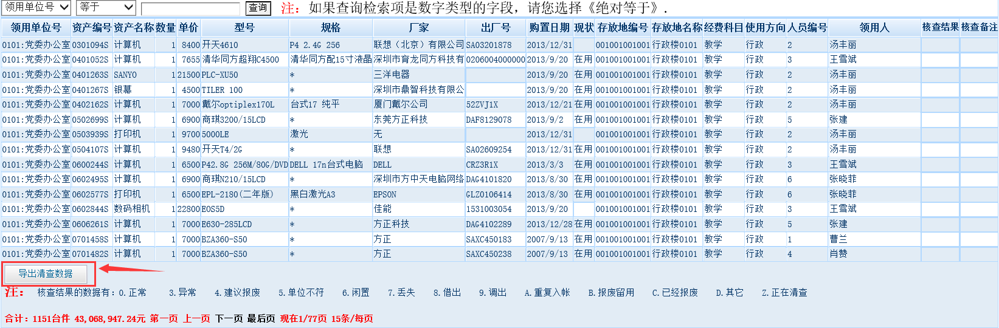 领用单位号 等于 查询 注：如果查询检索项是数字类型的字段，请您选择《绝对等于》.
领用单位号 资产编号 资产名称 数量 单价 型号 规格 厂家 出厂号 购置日期 现状 存放地编号 存放地名称 经费科目 使用方向 人员编号 领用人 核查结果 核查备注
0101:党委办公室 0301094S 计算机 1 8400 开天4610 P4 2.4G 256 联想（北京）有限公司 SA03201878 2013/12/31 001001001001 行政楼0101 教学 行政 2 汤丰丽
0101:党委办公室 0401052S 计算机 1 7655 清华同方超翔C4500 清华同方配15寸液晶 深圳市育龙同方科技有 0206004000000 2013/9/20 在用 001001001001 行政楼0101 教学 行政 3 王雪斌
0101:党委办公室 0401263S SANYO 1 21500 PLC-XU50 * 三洋电器 2013/9/20 在用 001001001001 行政楼0101 教学 行政 2 汤丰丽
0101:党委办公室 0401267S 银幕 1 4500 TILER 100 * 深圳市鼎智科技有限公 2013/9/20 在用 001001001001 行政楼0101 教学 行政 2 汤丰丽
0101:党委办公室 0402162S 计算机 1 7000 戴尔optiplex170L 台式17 纯平 厦门戴尔公司 52ZVJ1X 2013/12/21 在用 001001001001 行政楼0101 教学 行政 2 汤丰丽
0101:党委办公室 0502699S 计算机 1 6900 商琪3200/15LCD * 东莞方正科技 DAF8129078 2013/9/2 在用 001001001001 行政楼0101 教学 行政 5 张建
0101:党委办公室 0503939S 打印机 1 9700 5000LE 激光 无 2013/12/31 001001001001 行政楼0101 教学 行政 2 汤丰丽
0101:党委办公室 0504107S 计算机 1 9480 开天T4/2G * 联想 SA02609254 2013/12/31 在用 001001001001 行政楼0101 教学 行政 2 汤丰丽
0101:党委办公室 0600244S 计算机 1 6500 P42.8G 256M/80G/DVD DELL 17n台式电脑 DELL CRZ3R1X 2013/3/3 在用 001001001001 行政楼0101 教学 行政 3 王雪斌
0101:党委办公室 0602495S 计算机 1 6900 商琪N210/15LCD * 深圳市方中天电脑网络 DAG4101820 2013/8/30 在用 001001001001 行政楼0101 教学 行政 6 张晓菲
0101:党委办公室 0602577S 打印机 1 6500 EPL-2180(二年版) 黑白激光A3 EPSON GLZ0106414 2013/8/30 在用 001001001001 行政楼0101 教学 行政 6 张晓菲
0101:党委办公室 0602844S 数码相机 1 22800 EOS5D * 佳能 1531003054 2013/9/20 001001001001 行政楼0101 教学 行政 3 王雪斌
0101:党委办公室 0606261S 计算机 1 7000 E630-285LCD * 方正科技 DAG4102289 2013/12/28 在用 001001001001 行政楼0101 教学 行政 5 张建
0101:党委办公室 0701458S 计算机 1 7000 BZA360-S50 * 方正 SAXC450183 2007/9/13 在用 001001001001 行政楼0101 教学 行政 1 曹兰
0101:党委办公室 0701482S 计算机 1 7000 BZA360-S50 * 方正 SAXC450238 2007/9/13 在用 001001001001 行政楼0101 教学 行政 4 肖赞
导出清查数据
注： 核查结果的数据有：0.正常 3.异常 4.建议报废 5.单位不符 6.闲置 7.丢失 8.借出 9.调出 A.重复入帐 B.报废留用 C.已经报废 D.其它 Z.正在清查
合计：1151台件 43,068,947.24元 第一页 上一页 下一页 最后页 现在1/77页 15条/每页